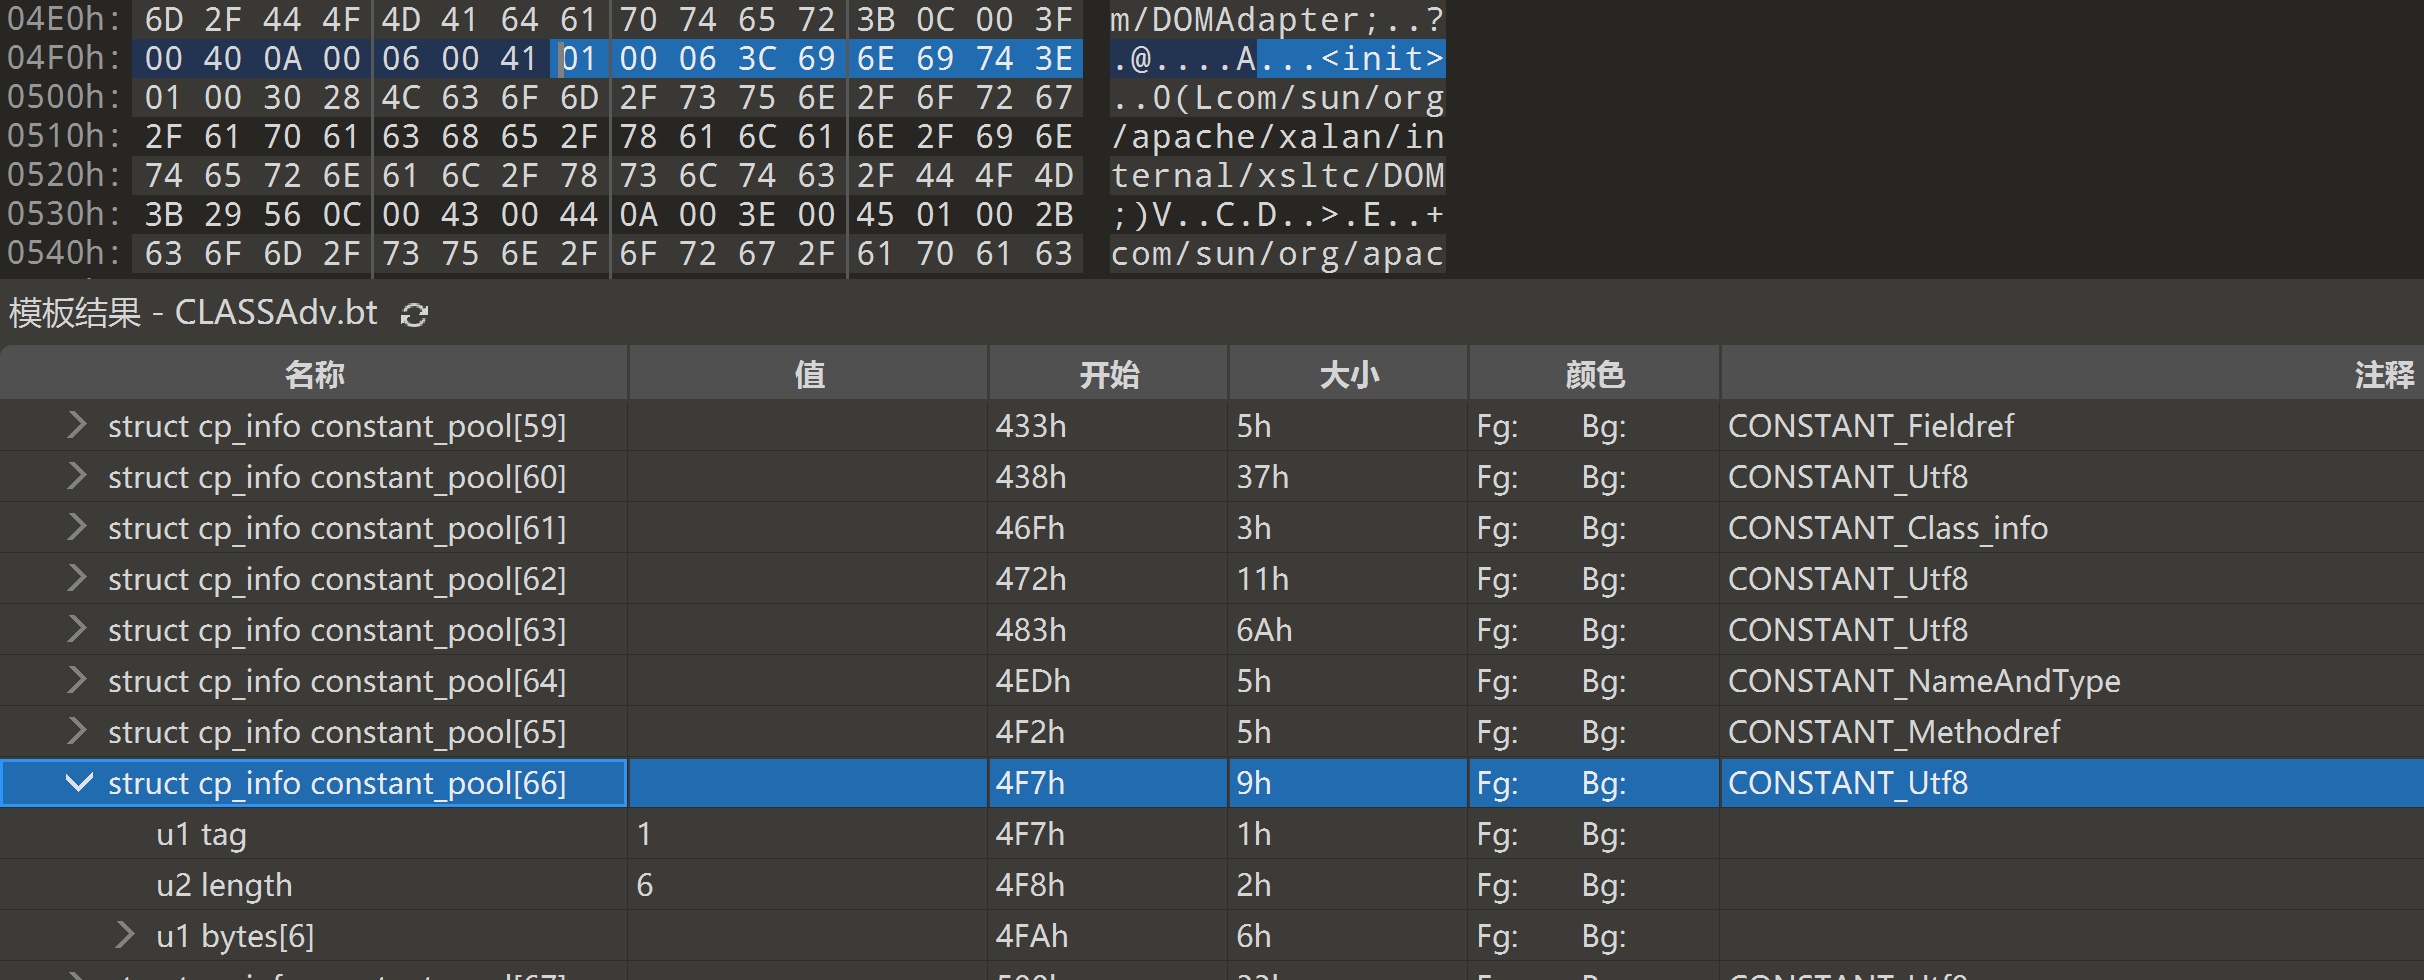 04E0h: 6D 2F 44 4F 4D 41 64 61 70 74 65 72 3B 0C 00 3F m/DOMAdapter;..?
04F0h: 00 40 0A 00 06 00 41 01 00 06 3C 69 6E 69 74 3E .@....A...<init>
0500h: 01 00 30 28 4C 63 6F 6D 2F 73 75 6E 2F 6F 72 67 ..0(Lcom/sun/org
0510h: 2F 61 70 61 63 68 65 2F 78 61 6C 61 6E 2F 69 6E /apache/xalan/in
0520h: 74 65 72 6E 61 6C 2F 78 73 6C 74 63 2F 44 4F 4D ternal/xsltc/DOM
0530h: 3B 29 56 0C 00 43 00 44 0A 00 3E 00 45 01 00 2B ;)V..C.D..>.E..+
0540h: 63 6F 6D 2F 73 75 6E 2F 6F 72 67 2F 61 70 61 63 com/sun/org/apac
模板结果 - CLASSAdv.bt
名称 值 开始 大小 颜色 注释
struct cp_info constant_pool[59] 433h 5h Fg: Bg: CONSTANT_Fieldref
struct cp_info constant_pool[60] 438h 37h Fg: Bg: CONSTANT_Utf8
struct cp_info constant_pool[61] 46Fh 3h Fg: Bg: CONSTANT_Class_info
struct cp_info constant_pool[62] 472h 11h Fg: Bg: CONSTANT_Utf8
struct cp_info constant_pool[63] 483h 6Ah Fg: Bg: CONSTANT_Utf8
struct cp_info constant_pool[64] 4EDh 5h Fg: Bg: CONSTANT_NameAndType
struct cp_info constant_pool[65] 4F2h 5h Fg: Bg: CONSTANT_Methodref
struct cp_info constant_pool[66] 4F7h 9h Fg: Bg: CONSTANT_Utf8
u1 tag 1 4F7h 1h Fg: Bg:
u2 length 6 4F8h 2h Fg: Bg:
u1 bytes[6] 4FAh 6h Fg: Bg:
struct cp_info constant_pool[67] 500h 33h Fg: Bg: CONSTANT_Utf8